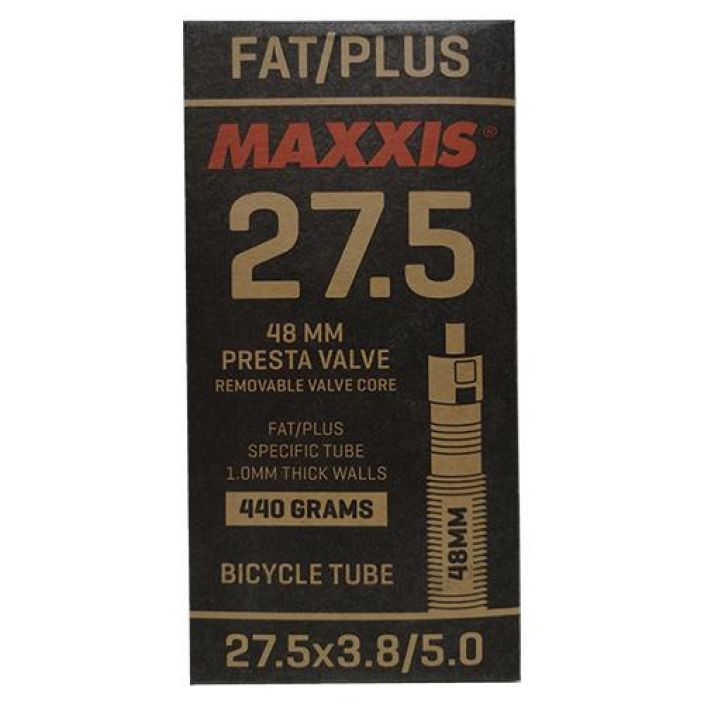 FAT/PLUS
MAXXIS®
27.5
48 MM
PRESTA VALVE
REMOVABLE VALVE CORE
FAT/PLUS
SPECIFIC TUBE
1.0MM THICK WALLS
440 GRAMS
48MM
BICYCLE TUBE
27.5x3.8/5.0